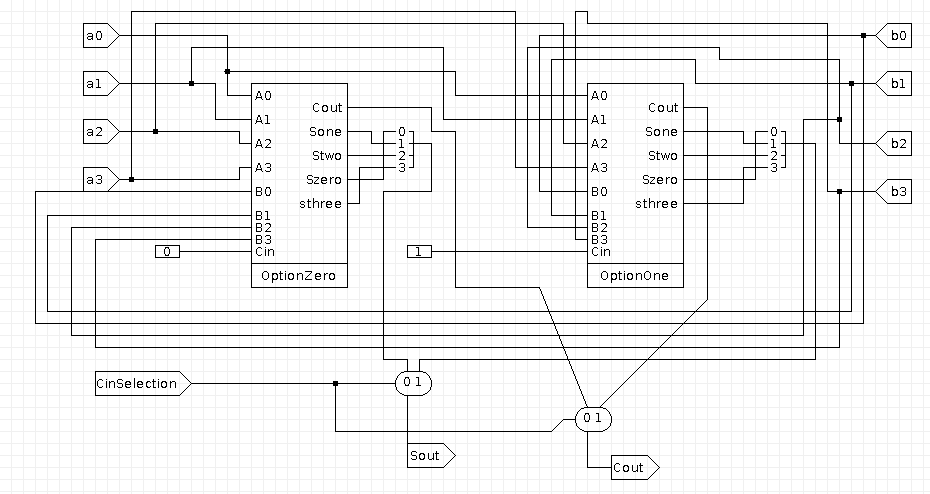 a0
a1
a2
a3
b0
b1
b2
b3
A0
A1
A2
A3
B0
B1
B2
B3
Cin
Cout
Sone
Stwo
Szero
sthree
OptionZero
0
0
1
2
3
A0
A1
A2
A3
B0
B1
B2
B3
Cin
Cout
Sone
Stwo
Szero
sthree
OptionOne
1
0
1
2
3
CinSelection
0 1
0 1
Sout
Cout